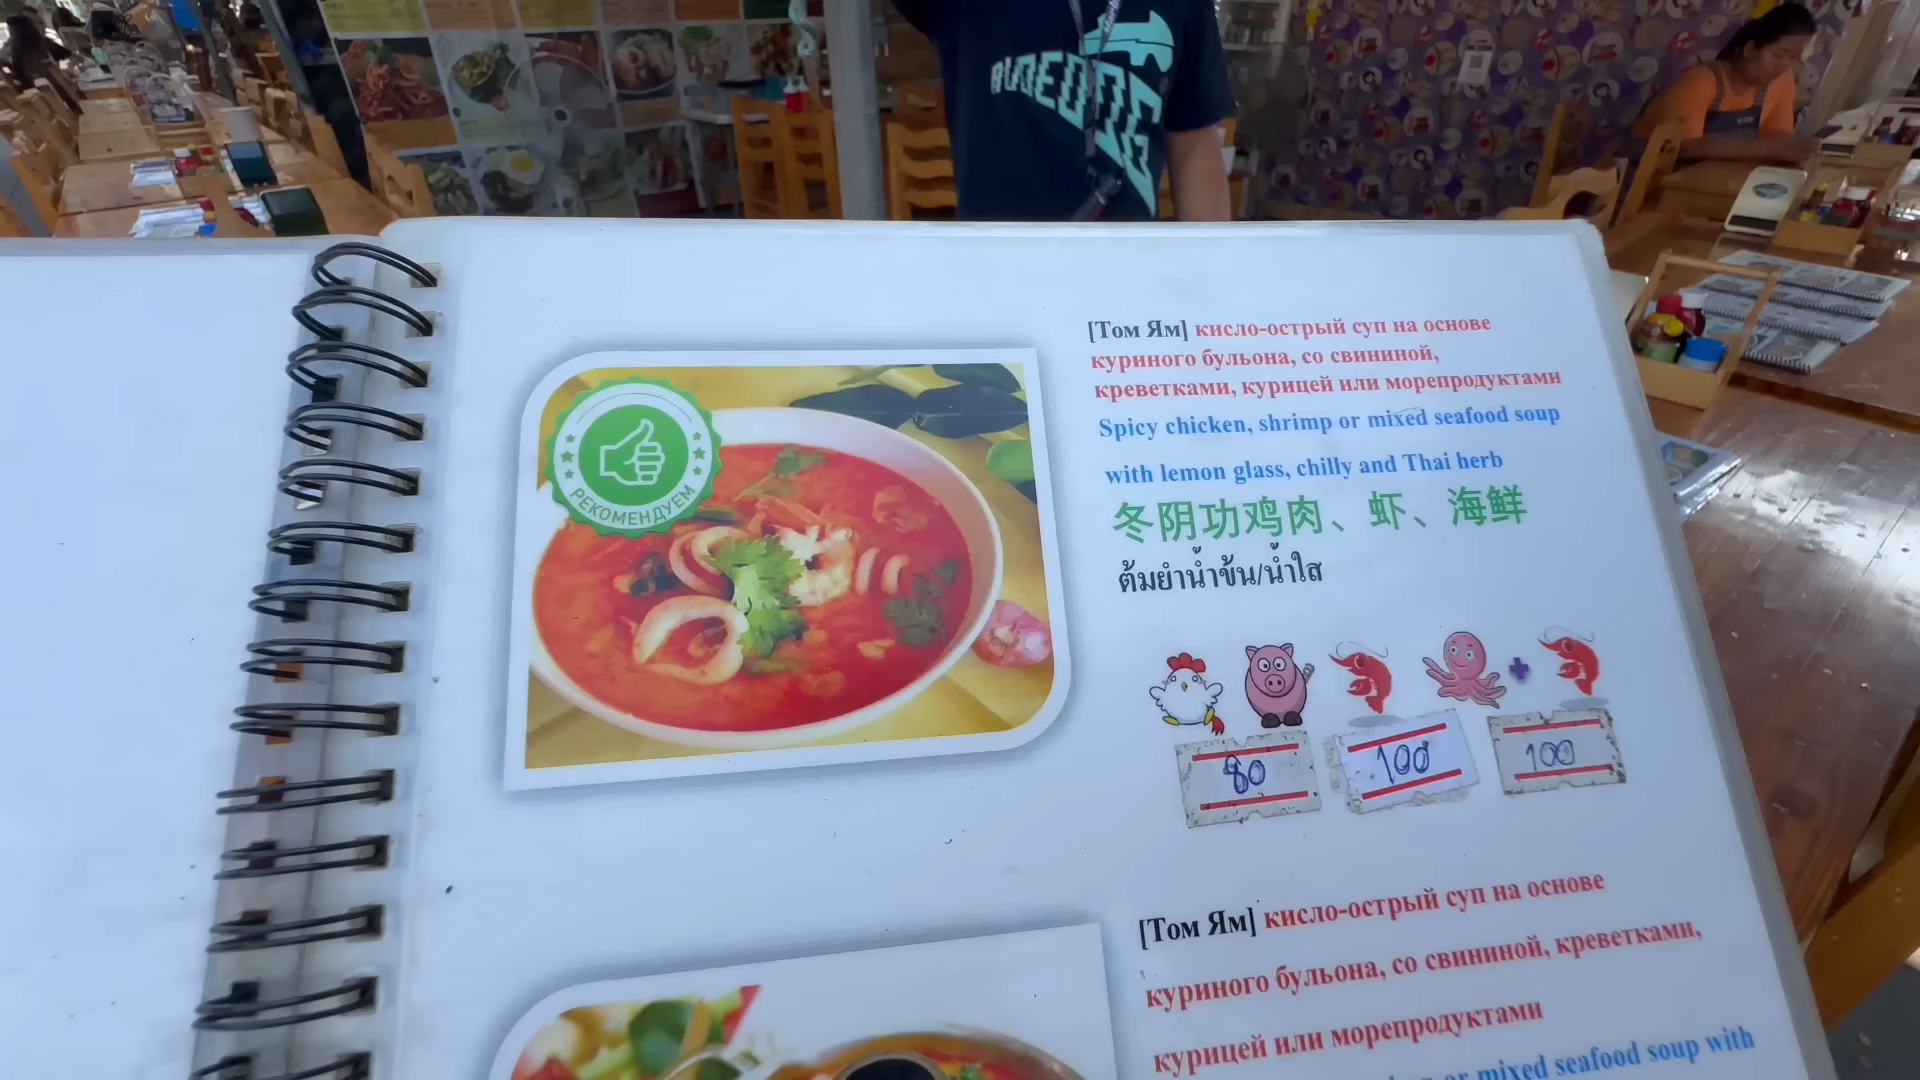 РЕКОМЕНДУЕМ
[Том Ям] кисло-острый суп на основе
куриного бульона, со свининой,
креветками, курицей или морепродуктами
Spicy chicken, shrimp or mixed seafood soup
with lemon glass, chilly and Thai herb
冬阴功鸡肉、虾、海鲜
ต้มยำน้ำข้น/น้ำใส
80 100 100
[Том Ям] кисло-острый суп на основе
куриного бульона, со свининой, креветками,
курицей или морепродуктами
or mixed seafood soup with